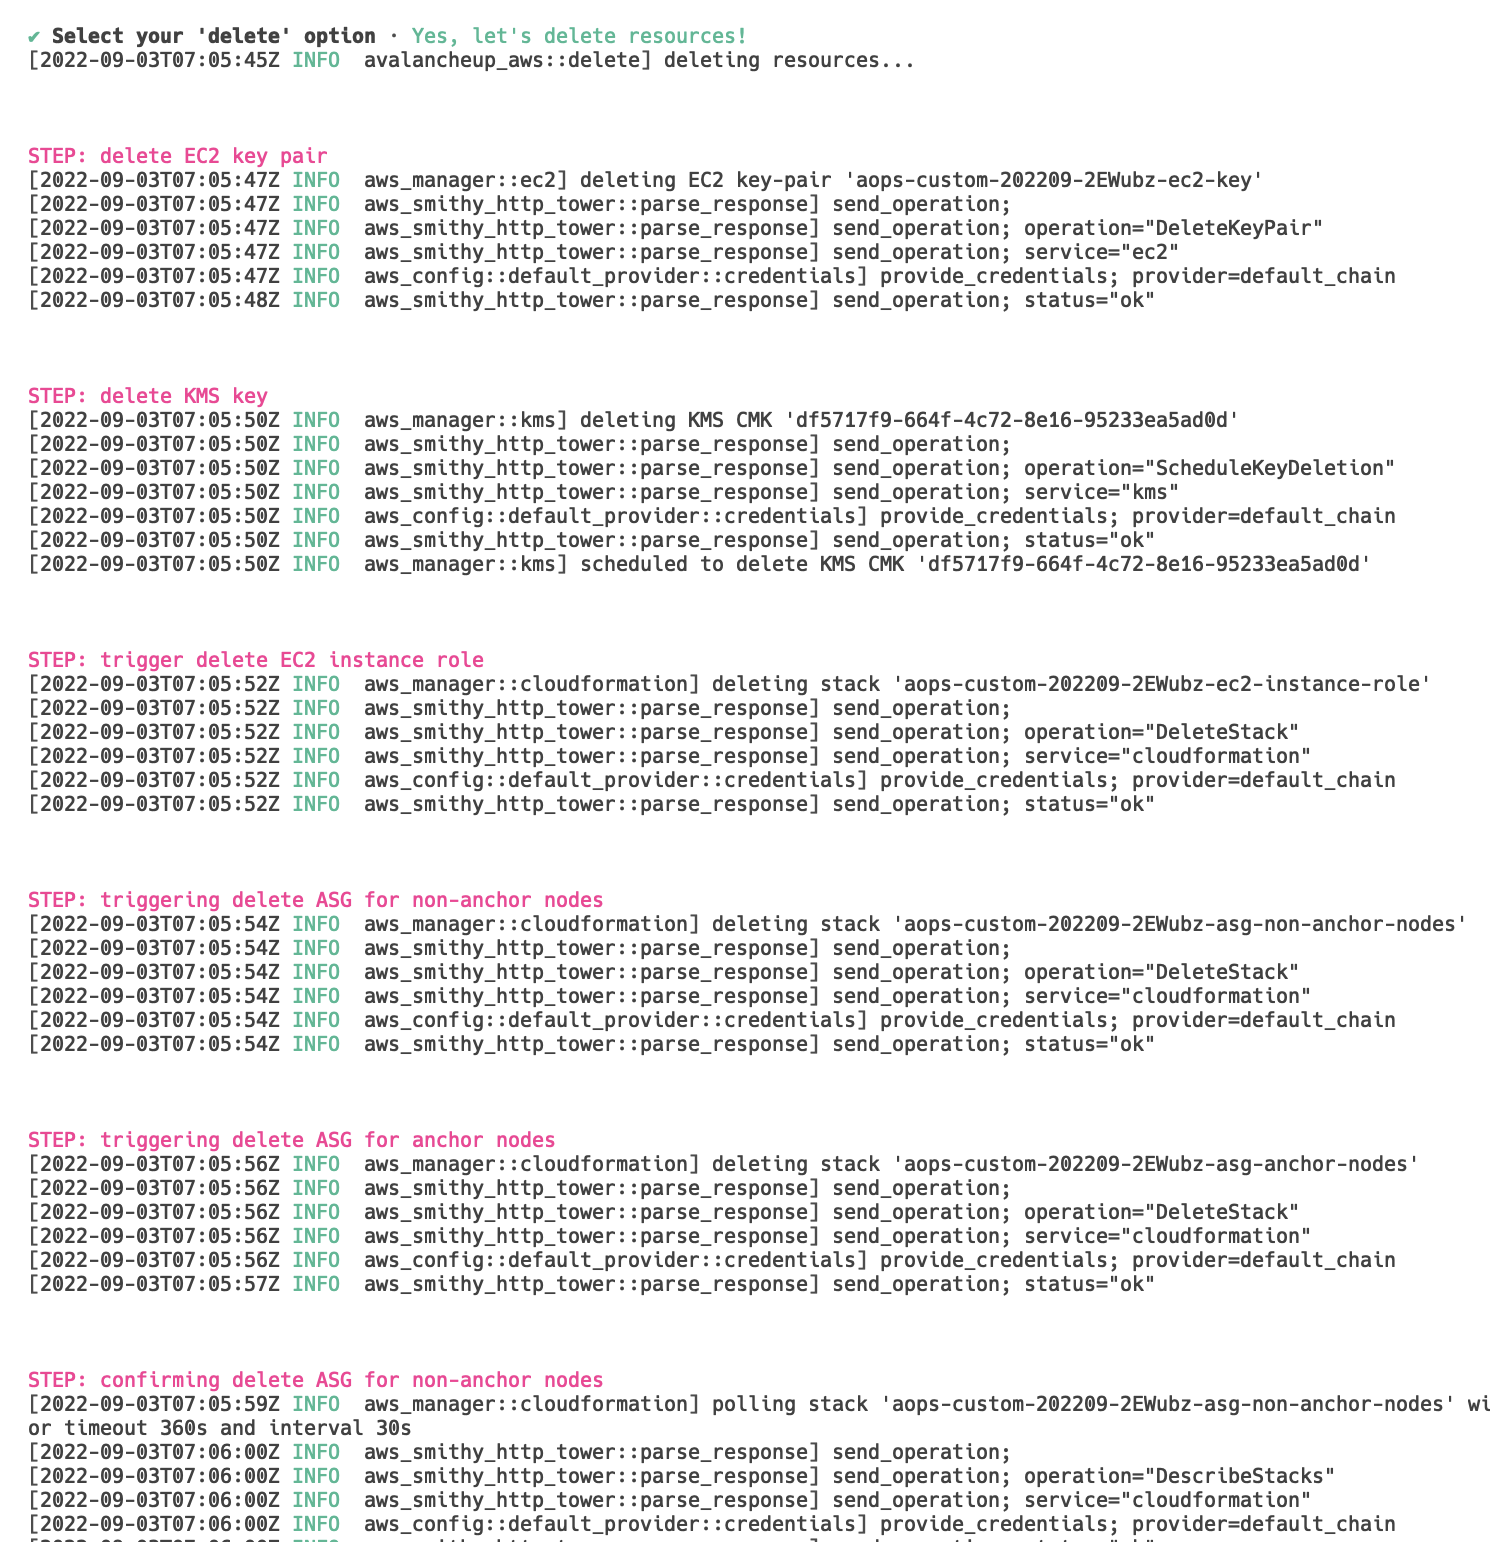 ✔ Select your 'delete' option · Yes, let's delete resources!
[2022-09-03T07:05:45Z INFO  avalancheup_aws::delete] deleting resources...
STEP: delete EC2 key pair
[2022-09-03T07:05:47Z INFO  aws_manager::ec2] deleting EC2 key-pair 'aops-custom-202209-2EWubz-ec2-key'
[2022-09-03T07:05:47Z INFO  aws_smithy_http_tower::parse_response] send_operation;
[2022-09-03T07:05:47Z INFO  aws_smithy_http_tower::parse_response] send_operation; operation="DeleteKeyPair"
[2022-09-03T07:05:47Z INFO  aws_smithy_http_tower::parse_response] send_operation; service="ec2"
[2022-09-03T07:05:47Z INFO  aws_config::default_provider::credentials] provide_credentials; provider=default_chain
[2022-09-03T07:05:48Z INFO  aws_smithy_http_tower::parse_response] send_operation; status="ok"
STEP: delete KMS key
[2022-09-03T07:05:50Z INFO  aws_manager::kms] deleting KMS CMK 'df5717f9-664f-4c72-8e16-95233ea5ad0d'
[2022-09-03T07:05:50Z INFO  aws_smithy_http_tower::parse_response] send_operation;
[2022-09-03T07:05:50Z INFO  aws_smithy_http_tower::parse_response] send_operation; operation="ScheduleKeyDeletion"
[2022-09-03T07:05:50Z INFO  aws_smithy_http_tower::parse_response] send_operation; service="kms"
[2022-09-03T07:05:50Z INFO  aws_config::default_provider::credentials] provide_credentials; provider=default_chain
[2022-09-03T07:05:50Z INFO  aws_smithy_http_tower::parse_response] send_operation; status="ok"
[2022-09-03T07:05:50Z INFO  aws_manager::kms] scheduled to delete KMS CMK 'df5717f9-664f-4c72-8e16-95233ea5ad0d'
STEP: trigger delete EC2 instance role
[2022-09-03T07:05:52Z INFO  aws_manager::cloudformation] deleting stack 'aops-custom-202209-2EWubz-ec2-instance-role'
[2022-09-03T07:05:52Z INFO  aws_smithy_http_tower::parse_response] send_operation;
[2022-09-03T07:05:52Z INFO  aws_smithy_http_tower::parse_response] send_operation; operation="DeleteStack"
[2022-09-03T07:05:52Z INFO  aws_smithy_http_tower::parse_response] send_operation; service="cloudformation"
[2022-09-03T07:05:52Z INFO  aws_config::default_provider::credentials] provide_credentials; provider=default_chain
[2022-09-03T07:05:52Z INFO  aws_smithy_http_tower::parse_response] send_operation; status="ok"
STEP: triggering delete ASG for non-anchor nodes
[2022-09-03T07:05:54Z INFO  aws_manager::cloudformation] deleting stack 'aops-custom-202209-2EWubz-asg-non-anchor-nodes'
[2022-09-03T07:05:54Z INFO  aws_smithy_http_tower::parse_response] send_operation;
[2022-09-03T07:05:54Z INFO  aws_smithy_http_tower::parse_response] send_operation; operation="DeleteStack"
[2022-09-03T07:05:54Z INFO  aws_smithy_http_tower::parse_response] send_operation; service="cloudformation"
[2022-09-03T07:05:54Z INFO  aws_config::default_provider::credentials] provide_credentials; provider=default_chain
[2022-09-03T07:05:54Z INFO  aws_smithy_http_tower::parse_response] send_operation; status="ok"
STEP: triggering delete ASG for anchor nodes
[2022-09-03T07:05:56Z INFO  aws_manager::cloudformation] deleting stack 'aops-custom-202209-2EWubz-asg-anchor-nodes'
[2022-09-03T07:05:56Z INFO  aws_smithy_http_tower::parse_response] send_operation;
[2022-09-03T07:05:56Z INFO  aws_smithy_http_tower::parse_response] send_operation; operation="DeleteStack"
[2022-09-03T07:05:56Z INFO  aws_smithy_http_tower::parse_response] send_operation; service="cloudformation"
[2022-09-03T07:05:56Z INFO  aws_config::default_provider::credentials] provide_credentials; provider=default_chain
[2022-09-03T07:05:57Z INFO  aws_smithy_http_tower::parse_response] send_operation; status="ok"
STEP: confirming delete ASG for non-anchor nodes
[2022-09-03T07:05:59Z INFO  aws_manager::cloudformation] polling stack 'aops-custom-202209-2EWubz-asg-non-anchor-nodes' wi
or timeout 360s and interval 30s
[2022-09-03T07:06:00Z INFO  aws_smithy_http_tower::parse_response] send_operation;
[2022-09-03T07:06:00Z INFO  aws_smithy_http_tower::parse_response] send_operation; operation="DescribeStacks"
[2022-09-03T07:06:00Z INFO  aws_smithy_http_tower::parse_response] send_operation; service="cloudformation"
[2022-09-03T07:06:00Z INFO  aws_config::default_provider::credentials] provide_credentials; provider=default_chain